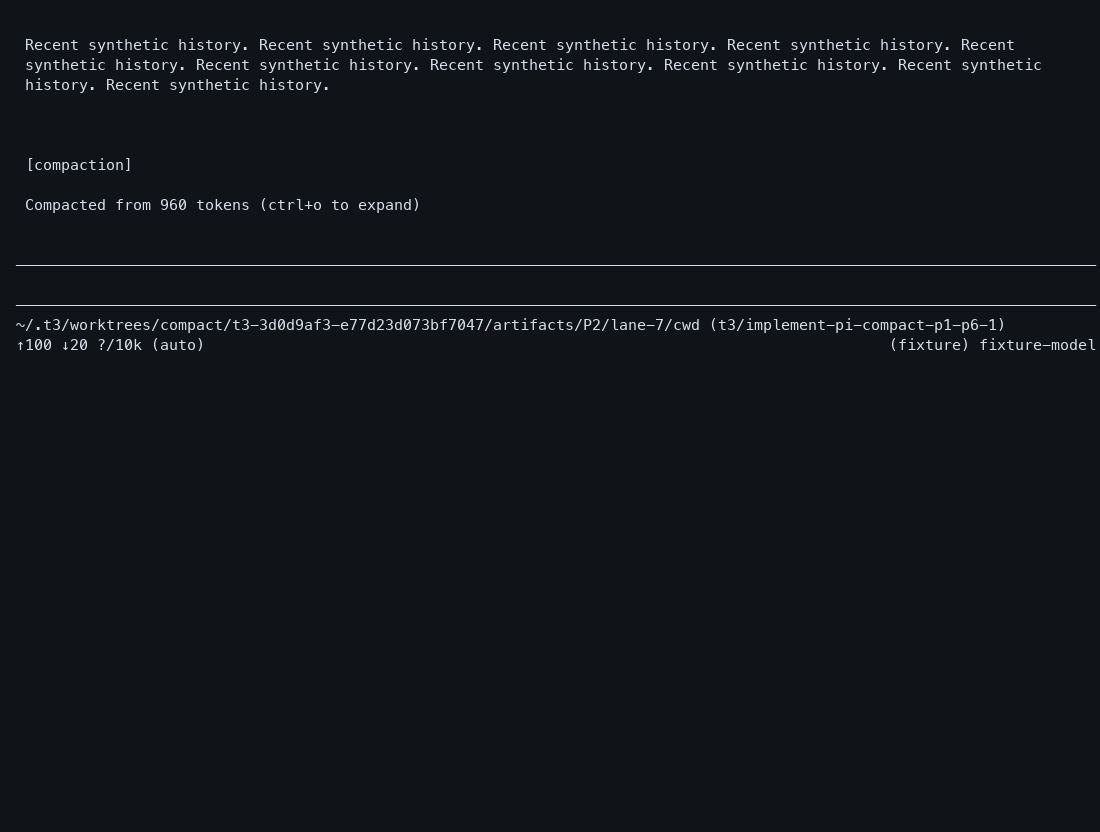 Recent synthetic history. Recent synthetic history. Recent synthetic history. Recent synthetic history. Recent
synthetic history. Recent synthetic history. Recent synthetic history. Recent synthetic history. Recent synthetic
history. Recent synthetic history.
[compaction]
Compacted from 960 tokens (ctrl+o to expand)
~/.t3/worktrees/compact/t3-3d0d9af3-e77d23d073bf7047/artifacts/P2/lane-7/cwd (t3/implement-pi-compact-p1-p6-1)
↑100 ↓20 ?/10k (auto) (fixture) fixture-model